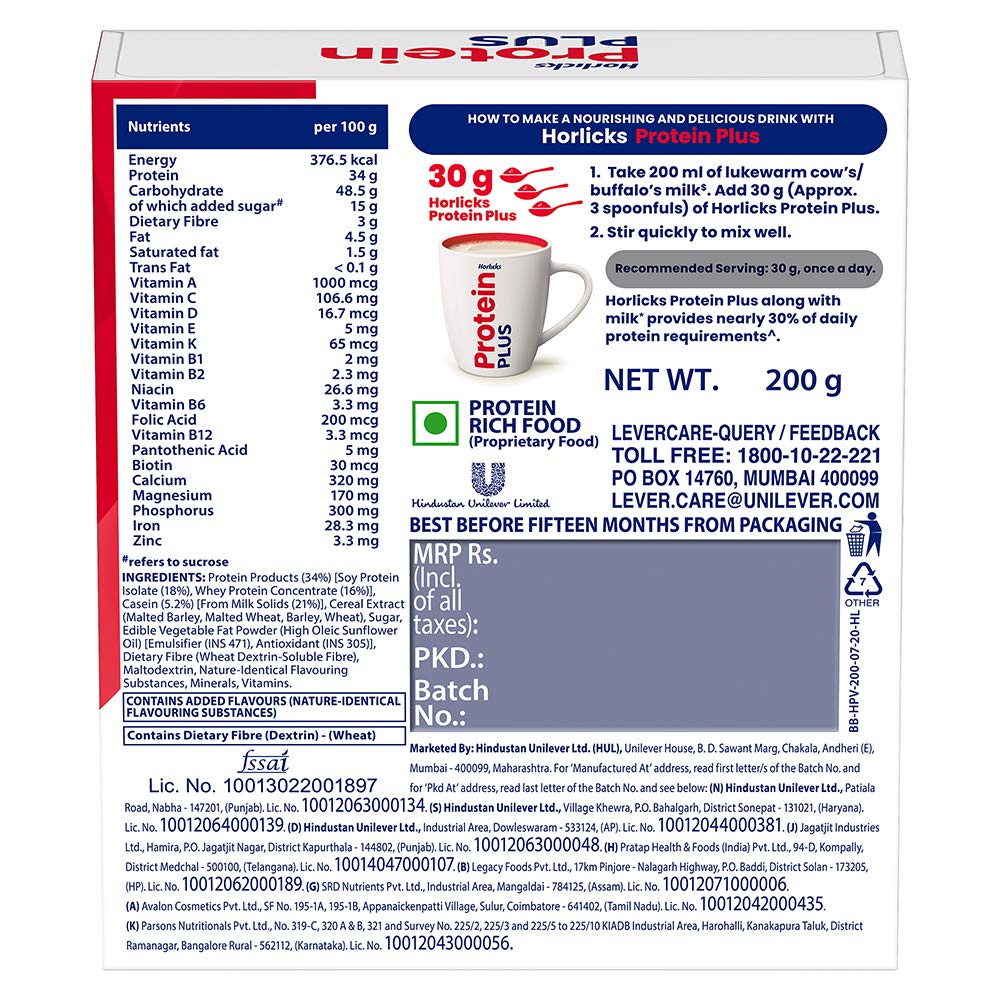 Horlicks
Protein
PLUS
Nutrients per 100 g
Energy 376.5 kcal
Protein 34 g
Carbohydrate 48.5 g
of which added sugar# 15 g
Dietary Fibre 3 g
Fat 4.5 g
Saturated fat 1.5 g
Trans Fat < 0.1 g
Vitamin A 1000 mcg
Vitamin C 106.6 mg
Vitamin D 16.7 mcg
Vitamin E 5 mg
Vitamin K 65 mcg
Vitamin B1 2 mg
Vitamin B2 2.3 mg
Niacin 26.6 mg
Vitamin B6 3.3 mg
Folic Acid 200 mcg
Vitamin B12 3.3 mcg
Pantothenic Acid 5 mg
Biotin 30 mcg
Calcium 320 mg
Magnesium 170 mg
Phosphorus 300 mg
Iron 28.3 mg
Zinc 3.3 mg
#refers to sucrose
INGREDIENTS: Protein Products (34%) [Soy Protein
Isolate (18%), Whey Protein Concentrate (16%)],
Casein (5.2%) [From Milk Solids (21%)], Cereal Extract
(Malted Barley, Malted Wheat, Barley, Wheat), Sugar,
Edible Vegetable Fat Powder (High Oleic Sunflower
Oil) [Emulsifier (INS 471), Antioxidant (INS 305)],
Dietary Fibre (Wheat Dextrin-Soluble Fibre),
Maltodextrin, Nature-Identical Flavouring
Substances, Minerals, Vitamins.
CONTAINS ADDED FLAVOURS (NATURE-IDENTICAL
FLAVOURING SUBSTANCES)
Contains Dietary Fibre (Dextrin) - (Wheat)
fssai
Lic. No. 10013022001897
HOW TO MAKE A NOURISHING AND DELICIOUS DRINK WITH
Horlicks Protein Plus
30 g
Horlicks
Protein Plus
Horlicks
Protein
PLUS
1. Take 200 ml of lukewarm cow's/
buffalo's milk$. Add 30 g (Approx.
3 spoonfuls) of Horlicks Protein Plus.
2. Stir quickly to mix well.
Recommended Serving: 30 g, once a day.
Horlicks Protein Plus along with
milk* provides nearly 30% of daily
protein requirements^.
NET WT. 200 g
PROTEIN
RICH FOOD
(Proprietary Food)
Hindustan Unilever Limited
LEVERCARE-QUERY / FEEDBACK
TOLL FREE: 1800-10-22-221
PO BOX 14760, MUMBAI 400099
LEVER.CARE@UNILEVER.COM
BEST BEFORE FIFTEEN MONTHS FROM PACKAGING
MRP Rs.
(Incl.
of all
taxes):
PKD.:
Batch
No.:
7
OTHER
BB-HPV-200-07-20-HL
Marketed By: Hindustan Unilever Ltd. (HUL), Unilever House, B. D. Sawant Marg, Chakala, Andheri (E),
Mumbai - 400099, Maharashtra. For 'Manufactured At' address, read first letter/s of the Batch No. and
for 'Pkd At' address, read last letter of the Batch No. and see below: (N) Hindustan Unilever Ltd., Patiala
Road, Nabha - 147201, (Punjab). Lic. No. 10012063000134. (S) Hindustan Unilever Ltd., Village Khewra, P.O. Bahalgarh, District Sonepat - 131021, (Haryana).
Lic. No. 10012064000139. (D) Hindustan Unilever Ltd., Industrial Area, Dowleswaram - 533124, (AP). Lic. No. 10012044000381. (J) Jagatjit Industries
Ltd., Hamira, P.O. Jagatjit Nagar, District Kapurthala - 144802, (Punjab). Lic. No. 10012063000048. (H) Pratap Health & Foods (India) Pvt. Ltd., 94-D, Kompally,
District Medchal - 500100, (Telangana). Lic. No. 10014047000107. (B) Legacy Foods Pvt. Ltd., 17km Pinjore - Nalagarh Highway, P.O. Baddi, District Solan - 173205,
(HP). Lic. No. 10012062000189. (G) SRD Nutrients Pvt. Ltd., Industrial Area, Mangaldai - 784125, (Assam). Lic. No. 10012071000006.
(A) Avalon Cosmetics Pvt. Ltd., SF No. 195-1A, 195-1B, Appanaickenpatti Village, Sulur, Coimbatore - 641402, (Tamil Nadu). Lic. No. 10012042000435.
(K) Parsons Nutritionals Pvt. Ltd., No. 319-C, 320 A & B, 321 and Survey No. 225/2, 225/3 and 225/5 to 225/10 KIADB Industrial Area, Harohalli, Kanakapura Taluk, District
Ramanagar, Bangalore Rural - 562112, (Karnataka). Lic. No. 10012043000056.